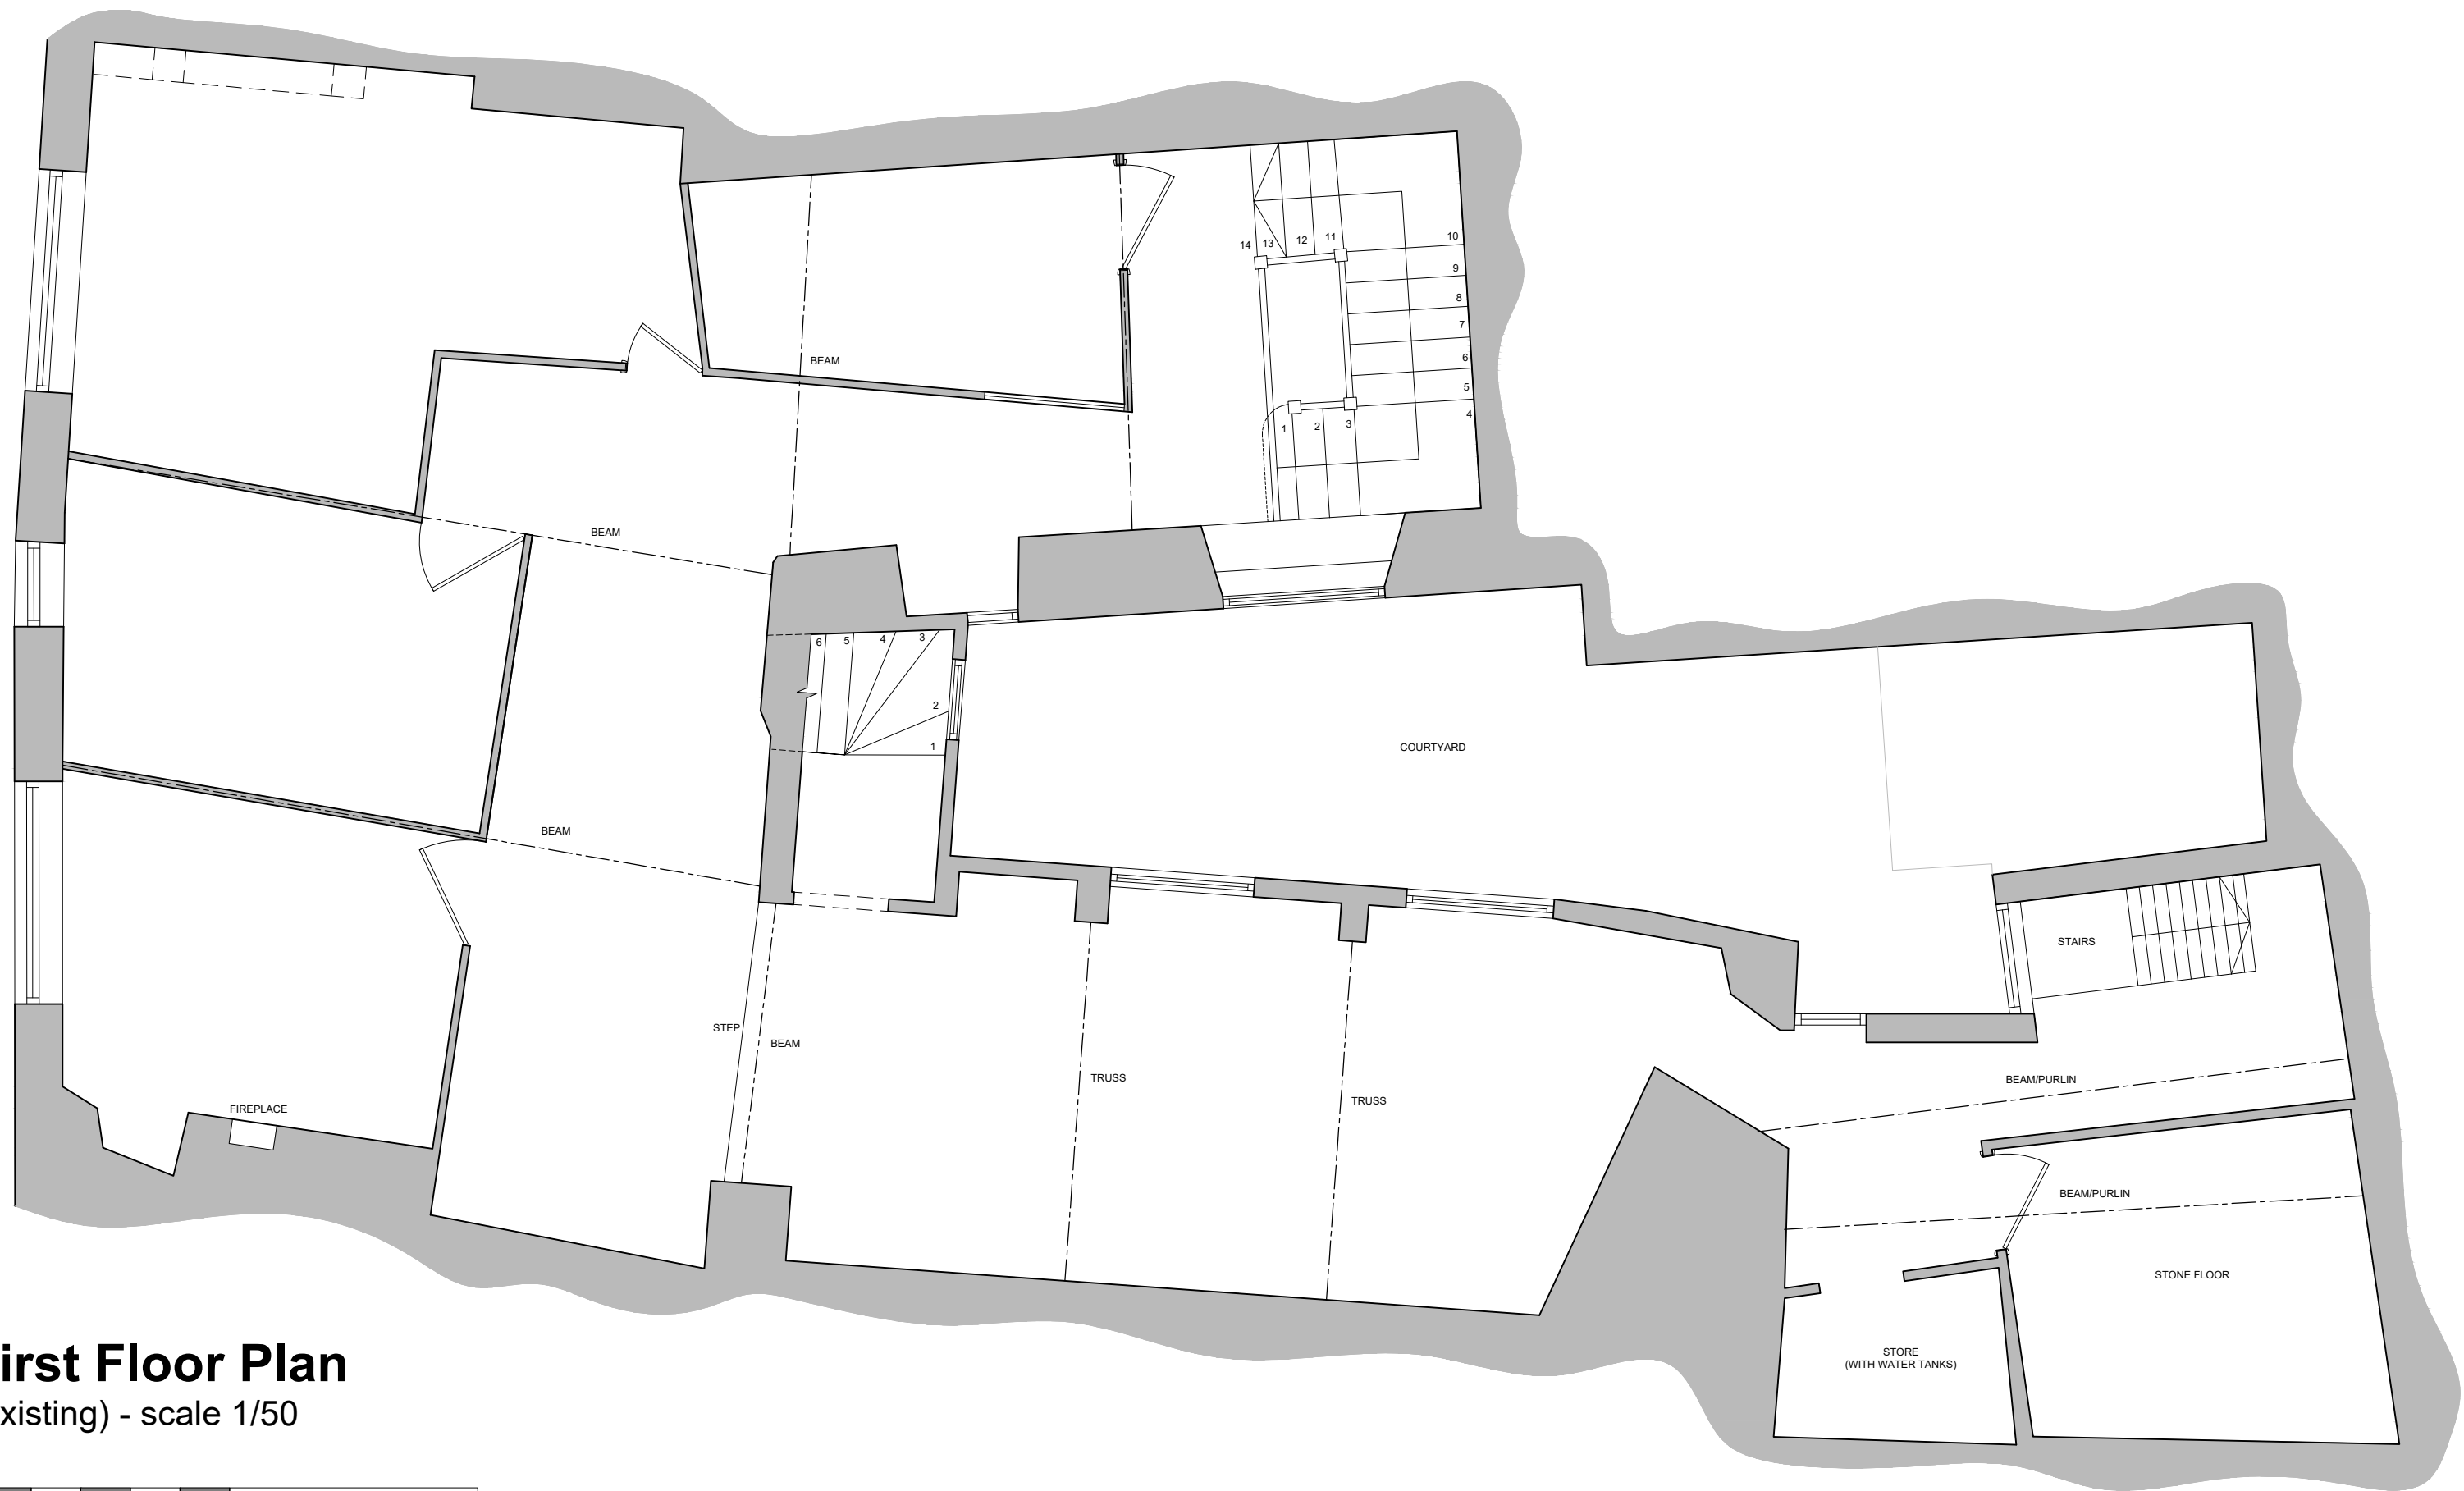 14
13
12
11
10
9
8
7
6
5
4
1
2
3
BEAM
BEAM
6
5
4
3
2
1
COURTYARD
BEAM
STAIRS
STEP
BEAM
TRUSS
TRUSS
BEAM/PURLIN
FIREPLACE
BEAM/PURLIN
STONE FLOOR
STORE
(WITH WATER TANKS)
irst Floor Plan
xisting) - scale 1/50